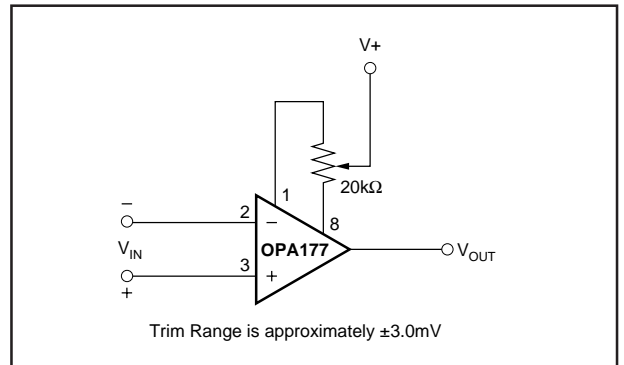 V+
20kΩ
1
−
2
−
8
OPA177
V_IN
V_OUT
3
+
+
Trim Range is approximately ±3.0mV